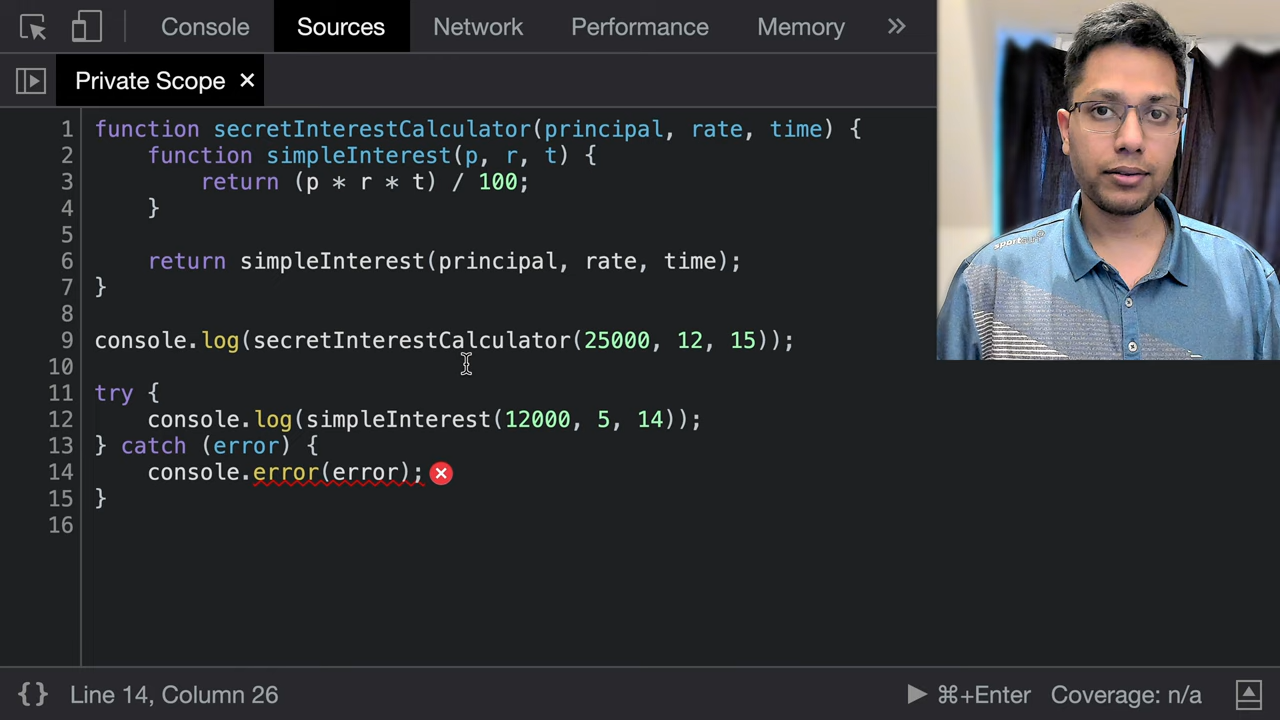 Console Sources Network Performance Memory »
Private Scope ×
1 function secretInterestCalculator(principal, rate, time) {
2     function simpleInterest(p, r, t) {
3         return (p * r * t) / 100;
4     }
5
6     return simpleInterest(principal, rate, time);
7 }
8
9 console.log(secretInterestCalculator(25000, 12, 15));
10
11 try {
12     console.log(simpleInterest(12000, 5, 14));
13 } catch (error) {
14     console.error(error);
15 }
16
{} Line 14, Column 26 ⌘+Enter Coverage: n/a